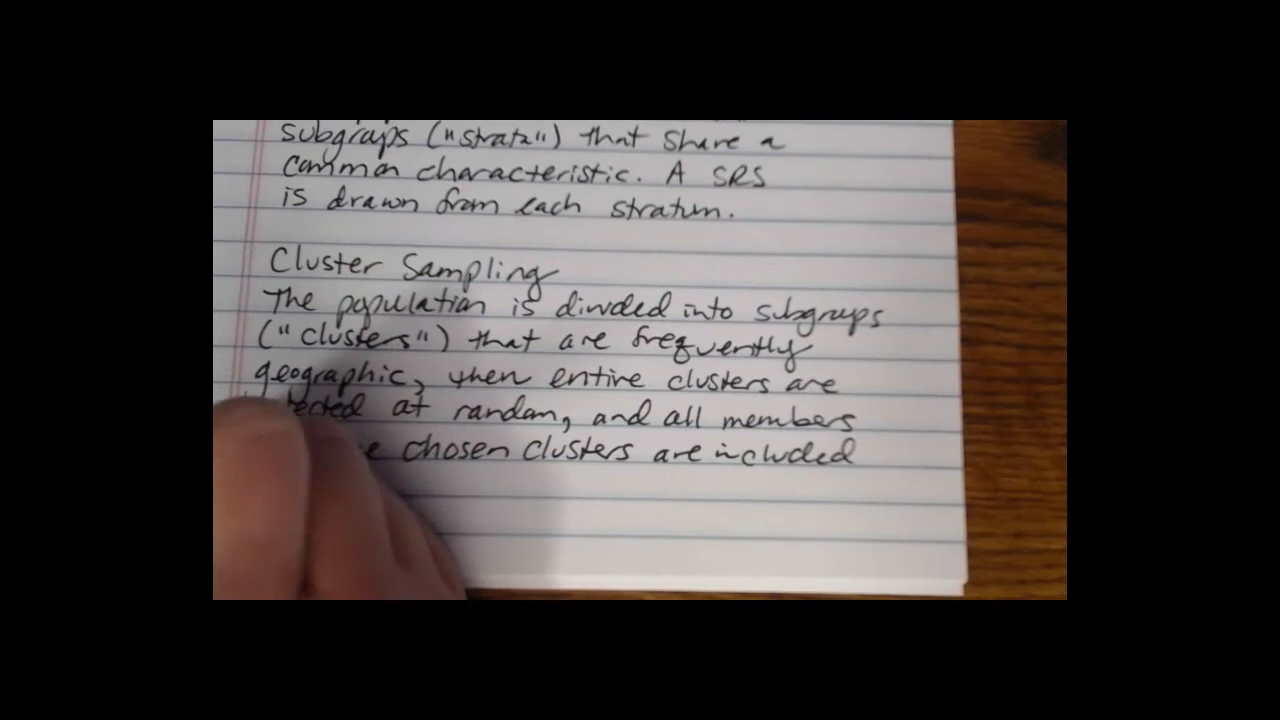 subgroups ("strata") that share a
common characteristic. A SRS
is drawn from each stratum.
Cluster Sampling
The population is divided into subgroups
("clusters") that are frequently
geographic, then entire clusters are
at random, and all members
chosen clusters are included